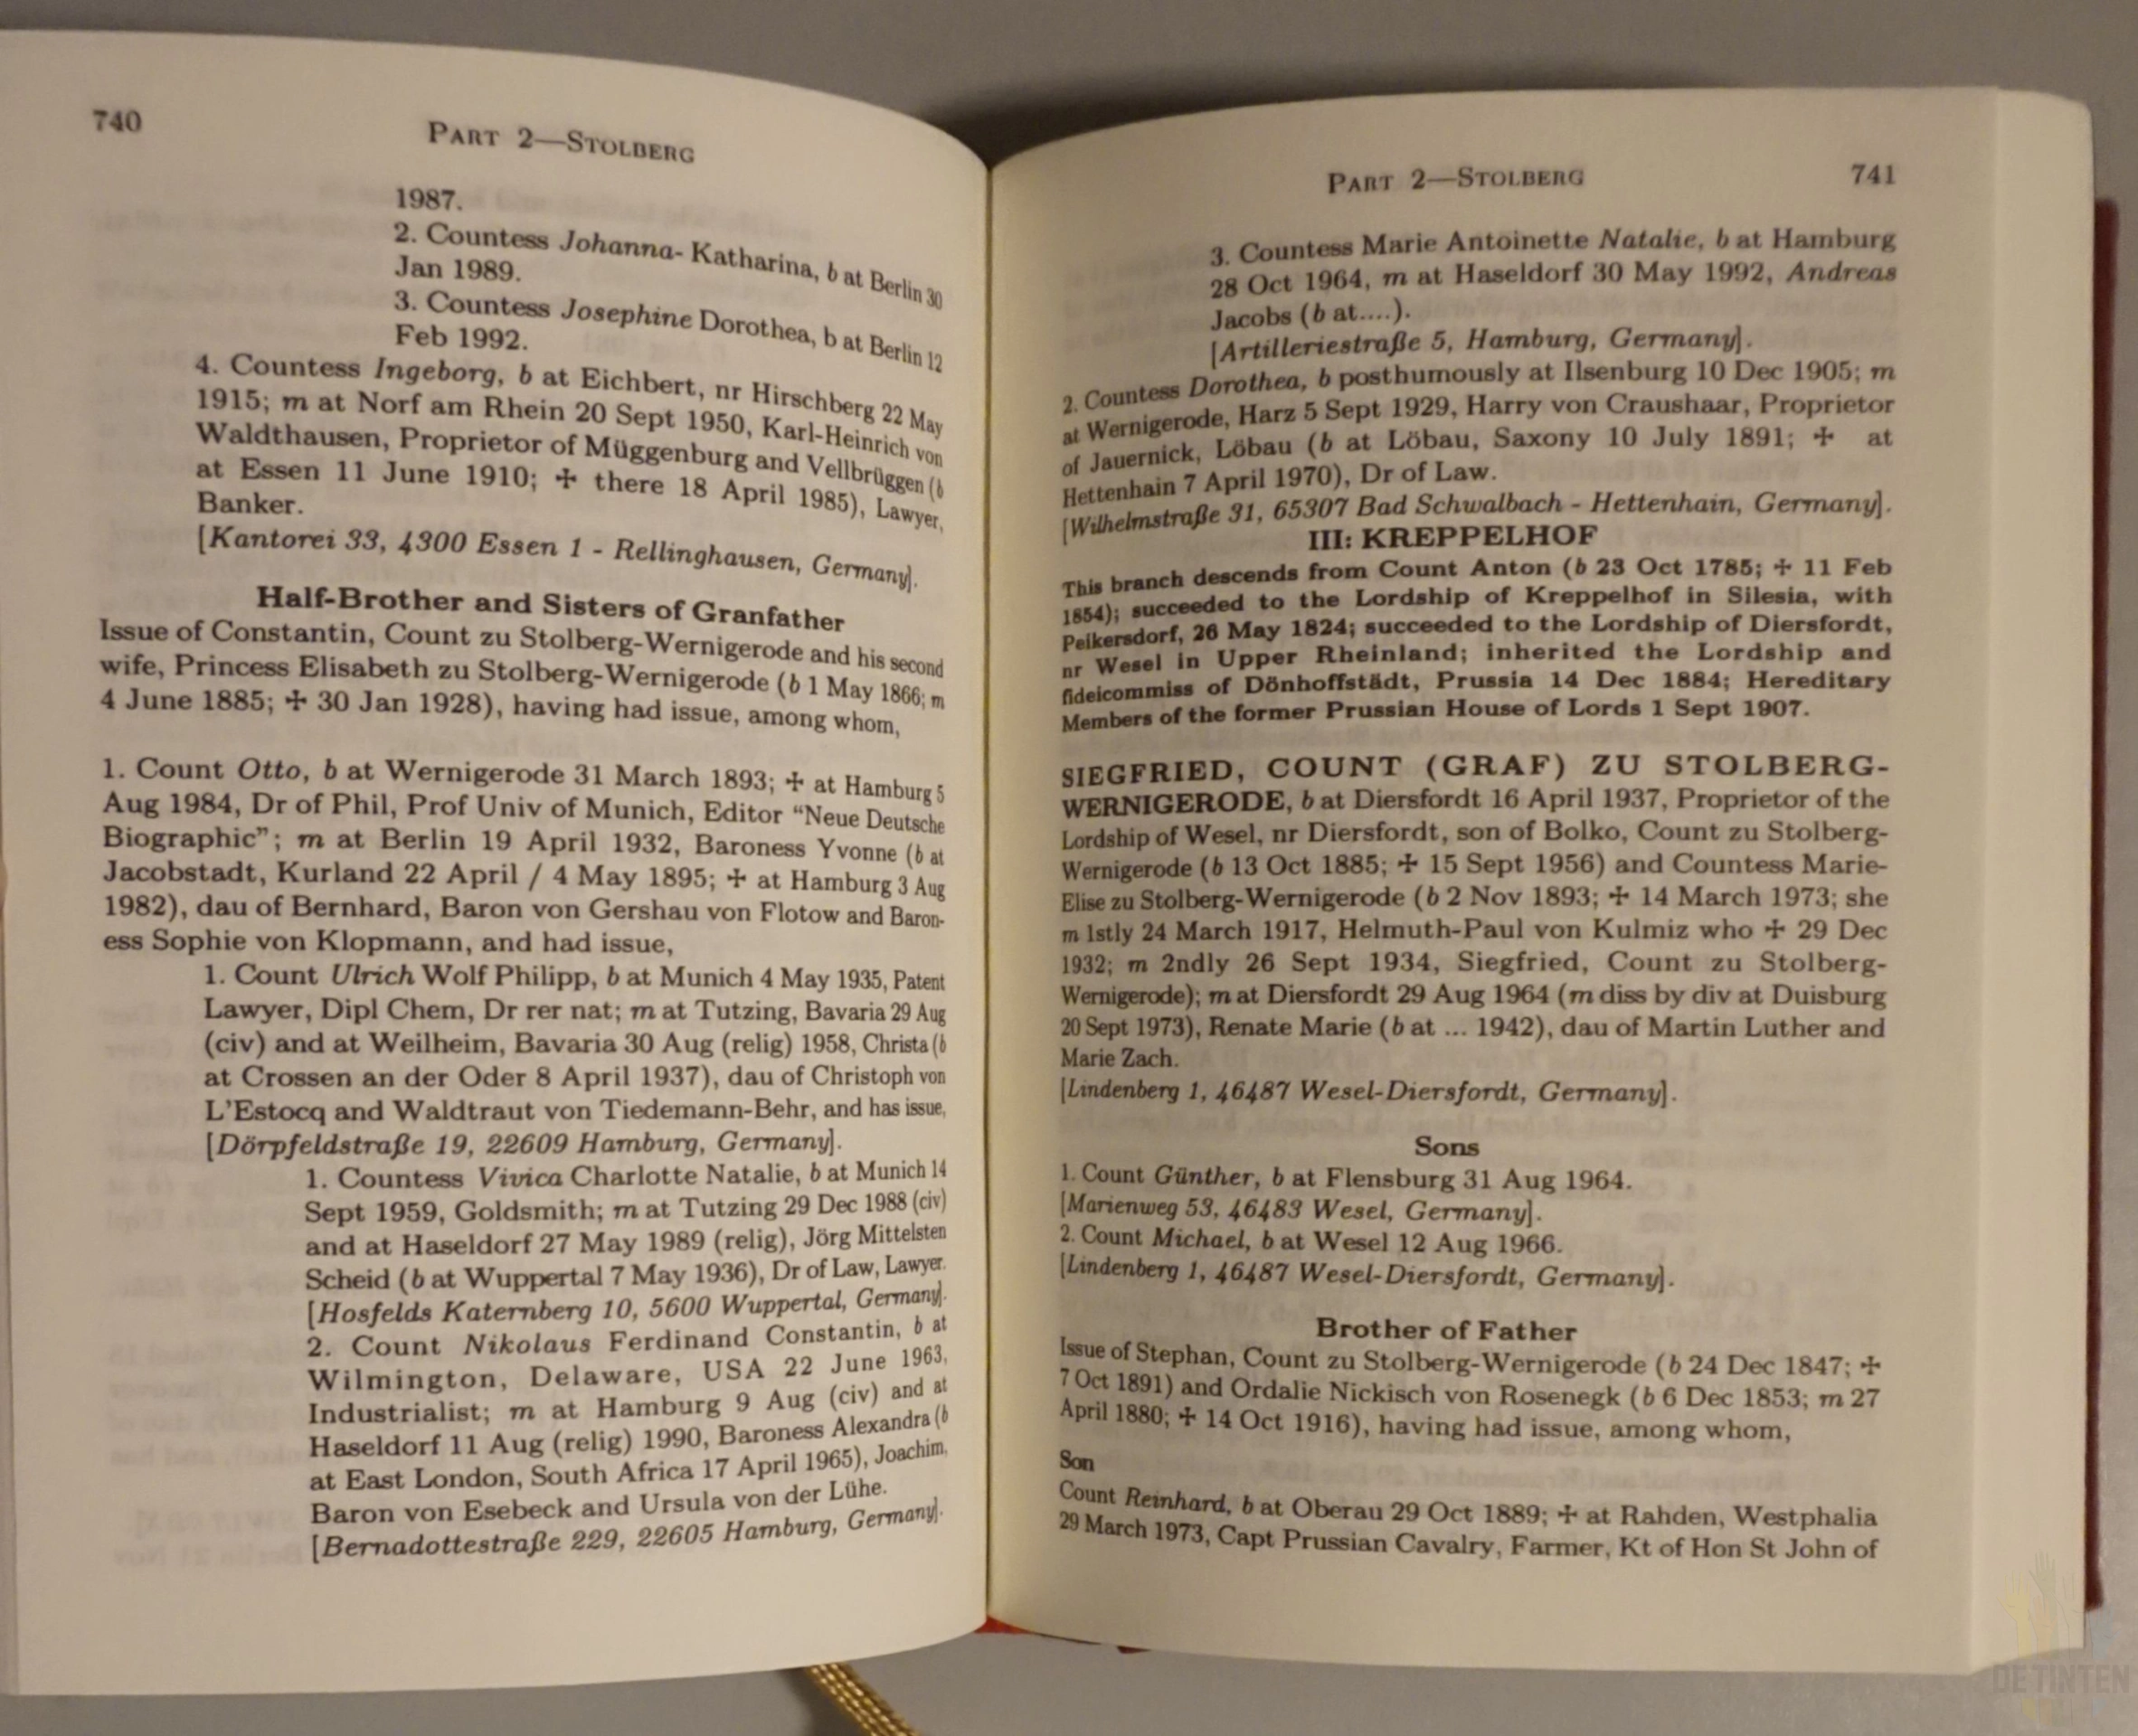 740
PART 2—STOLBERG
1987.
2. Countess Johanna- Katharina, b at Berlin 30
Jan 1989.
3. Countess Josephine Dorothea, b at Berlin 12
Feb 1992.
4. Countess Ingeborg, b at Eichbert, nr Hirschberg 22 May
1915; m at Norf am Rhein 20 Sept 1950, Karl-Heinrich von
Waldthausen, Proprietor of Müggenburg and Vellbrüggen (b
at Essen 11 June 1910; ✢ there 18 April 1985), Lawyer,
Banker.
[Kantorei 33, 4300 Essen 1 - Rellinghausen, Germany].
Half-Brother and Sisters of Granfather
Issue of Constantin, Count zu Stolberg-Wernigerode and his second
wife, Princess Elisabeth zu Stolberg-Wernigerode (b 1 May 1866; m
4 June 1885; ✢ 30 Jan 1928), having had issue, among whom,
1. Count Otto, b at Wernigerode 31 March 1893; ✢ at Hamburg 5
Aug 1984, Dr of Phil, Prof Univ of Munich, Editor “Neue Deutsche
Biographic”; m at Berlin 19 April 1932, Baroness Yvonne (b at
Jacobstadt, Kurland 22 April / 4 May 1895; ✢ at Hamburg 3 Aug
1982), dau of Bernhard, Baron von Gershau von Flotow and Baron-
ess Sophie von Klopmann, and had issue,
1. Count Ulrich Wolf Philipp, b at Munich 4 May 1935, Patent
Lawyer, Dipl Chem, Dr rer nat; m at Tutzing, Bavaria 29 Aug
(civ) and at Weilheim, Bavaria 30 Aug (relig) 1958, Christa (b
at Crossen an der Oder 8 April 1937), dau of Christoph von
L’Estocq and Waldtraut von Tiedemann-Behr, and has issue,
[Dörpfeldstraße 19, 22609 Hamburg, Germany].
1. Countess Vivica Charlotte Natalie, b at Munich 14
Sept 1959, Goldsmith; m at Tutzing 29 Dec 1988 (civ)
and at Haseldorf 27 May 1989 (relig), Jörg Mittelsten
Scheid (b at Wuppertal 7 May 1936), Dr of Law, Lawyer.
[Hosfelds Katernberg 10, 5600 Wuppertal, Germany].
2. Count Nikolaus Ferdinand Constantin, b at
Wilmington, Delaware, USA 22 June 1963,
Industrialist; m at Hamburg 9 Aug (civ) and at
Haseldorf 11 Aug (relig) 1990, Baroness Alexandra (b
at East London, South Africa 17 April 1965), Joachim,
Baron von Esebeck and Ursula von der Lühe.
[Bernadottestraße 229, 22605 Hamburg, Germany].
PART 2—STOLBERG
741
3. Countess Marie Antoinette Natalie, b at Hamburg
28 Oct 1964, m at Haseldorf 30 May 1992, Andreas
Jacobs (b at....).
[Artilleriestraße 5, Hamburg, Germany].
2. Countess Dorothea, b posthumously at Ilsenburg 10 Dec 1905; m
at Wernigerode, Harz 5 Sept 1929, Harry von Craushaar, Proprietor
of Jauernick, Löbau (b at Löbau, Saxony 10 July 1891; ✢ at
Hettenhain 7 April 1970), Dr of Law.
[Wilhelmstraße 31, 65307 Bad Schwalbach - Hettenhain, Germany].
III: KREPPELHOF
This branch descends from Count Anton (b 23 Oct 1785; ✢ 11 Feb
1854); succeeded to the Lordship of Kreppelhof in Silesia, with
Peikersdorf, 26 May 1824; succeeded to the Lordship of Diersfordt,
nr Wesel in Upper Rheinland; inherited the Lordship and
fideicommiss of Dönhoffstädt, Prussia 14 Dec 1884; Hereditary
Members of the former Prussian House of Lords 1 Sept 1907.
SIEGFRIED, COUNT (GRAF) ZU STOLBERG-
WERNIGERODE, b at Diersfordt 16 April 1937, Proprietor of the
Lordship of Wesel, nr Diersfordt, son of Bolko, Count zu Stolberg-
Wernigerode (b 13 Oct 1885; ✢ 15 Sept 1956) and Countess Marie-
Elise zu Stolberg-Wernigerode (b 2 Nov 1893; ✢ 14 March 1973; she
m 1stly 24 March 1917, Helmuth-Paul von Kulmiz who ✢ 29 Dec
1932; m 2ndly 26 Sept 1934, Siegfried, Count zu Stolberg-
Wernigerode); m at Diersfordt 29 Aug 1964 (m diss by div at Duisburg
20 Sept 1973), Renate Marie (b at ... 1942), dau of Martin Luther and
Marie Zach.
[Lindenberg 1, 46487 Wesel-Diersfordt, Germany].
Sons
1. Count Günther, b at Flensburg 31 Aug 1964.
[Marienweg 53, 46483 Wesel, Germany].
2. Count Michael, b at Wesel 12 Aug 1966.
[Lindenberg 1, 46487 Wesel-Diersfordt, Germany].
Brother of Father
Issue of Stephan, Count zu Stolberg-Wernigerode (b 24 Dec 1847; ✢
7 Oct 1891) and Ordalie Nickisch von Rosenegk (b 6 Dec 1853; m 27
April 1880; ✢ 14 Oct 1916), having had issue, among whom,
Son
Count Reinhard, b at Oberau 29 Oct 1889; ✢ at Rahden, Westphalia
29 March 1973, Capt Prussian Cavalry, Farmer, Kt of Hon St John of
DE TINTEN